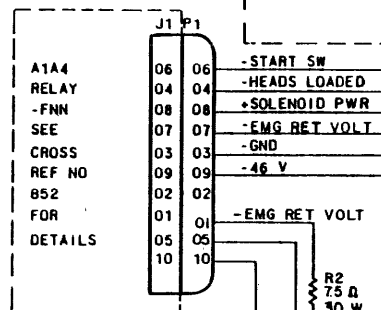 J1 P1
A1A4 06 06 -START SW
RELAY 04 04 -HEADS LOADED
-FNN 08 08 +SOLENOID PWR
SEE 07 07 -EMG RET VOLT
CROSS 03 03 -GND
REF NO 09 09 -46 V
852 02 02
FOR 01 01 -EMG RET VOLT
DETAILS 05 05
10 10
R2
75 Ω
30 W